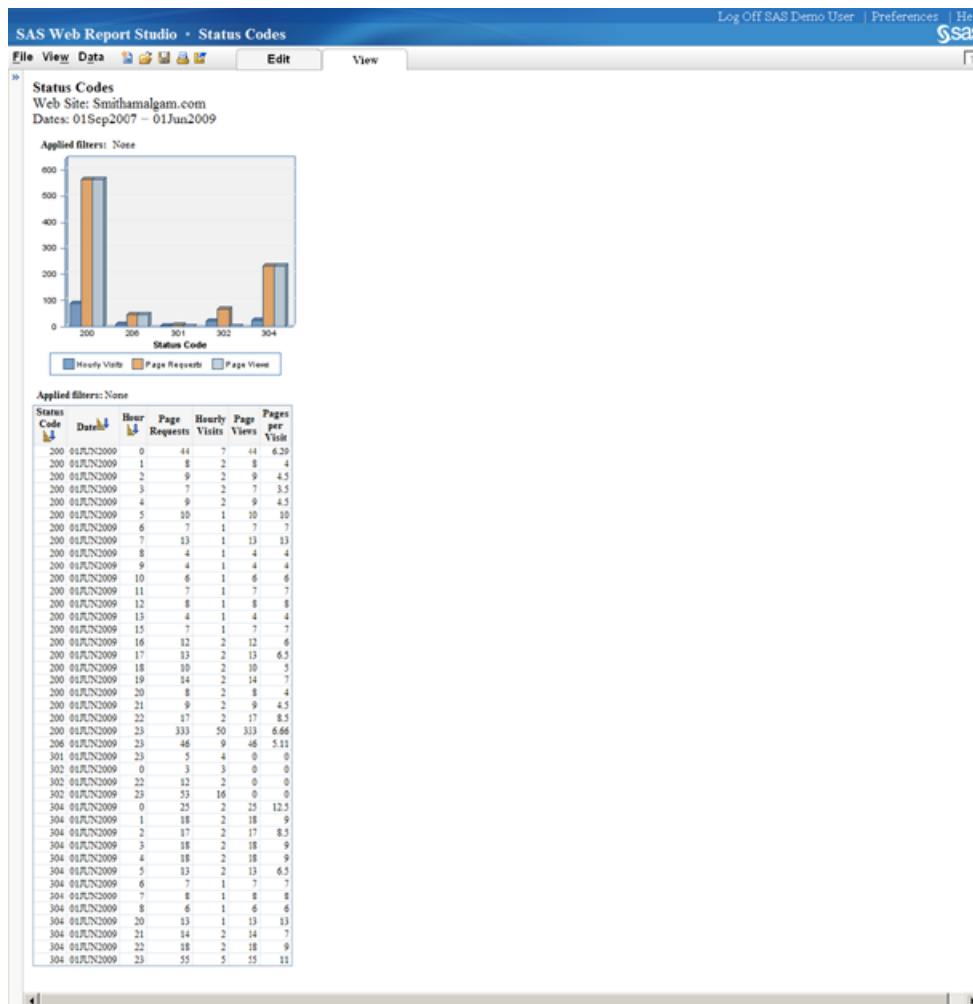 Log Off SAS Demo User | Preferences | He
SAS Web Report Studio • Status Codes
File View Data Edit View
Status Codes
Web Site: Smithamalgam.com
Dates: 01Sep2007 – 01Jun2009
Applied filters: None
600
500
400
300
200
100
0
200 206 301 302 304
Status Code
Hourly Visits Page Requests Page Views
Applied filters: None
Status Code Date Hour Page Requests Hourly Visits Page Views Pages per Visit
200 01JUN2009 0 44 7 44 6.29
200 01JUN2009 1 8 2 8 4
200 01JUN2009 2 9 2 9 4.5
200 01JUN2009 3 7 2 7 3.5
200 01JUN2009 4 9 2 9 4.5
200 01JUN2009 5 10 1 10 10
200 01JUN2009 6 7 1 7 7
200 01JUN2009 7 13 1 13 13
200 01JUN2009 8 4 1 4 4
200 01JUN2009 9 4 1 4 4
200 01JUN2009 10 6 1 6 6
200 01JUN2009 11 7 1 7 7
200 01JUN2009 12 8 1 8 8
200 01JUN2009 13 4 1 4 4
200 01JUN2009 15 7 1 7 7
200 01JUN2009 16 12 2 12 6
200 01JUN2009 17 13 2 13 6.5
200 01JUN2009 18 10 2 10 5
200 01JUN2009 19 14 2 14 7
200 01JUN2009 20 8 2 8 4
200 01JUN2009 21 9 2 9 4.5
200 01JUN2009 22 17 2 17 8.5
200 01JUN2009 23 333 50 333 6.66
206 01JUN2009 23 46 9 46 5.11
301 01JUN2009 23 5 4 0 0
302 01JUN2009 0 3 3 0 0
302 01JUN2009 22 12 2 0 0
302 01JUN2009 23 53 16 0 0
304 01JUN2009 0 25 2 25 12.5
304 01JUN2009 1 18 2 18 9
304 01JUN2009 2 17 2 17 8.5
304 01JUN2009 3 18 2 18 9
304 01JUN2009 4 18 2 18 9
304 01JUN2009 5 13 2 13 6.5
304 01JUN2009 6 7 1 7 7
304 01JUN2009 7 8 1 8 8
304 01JUN2009 8 6 1 6 6
304 01JUN2009 20 13 1 13 13
304 01JUN2009 21 14 2 14 7
304 01JUN2009 22 18 2 18 9
304 01JUN2009 23 55 5 55 11